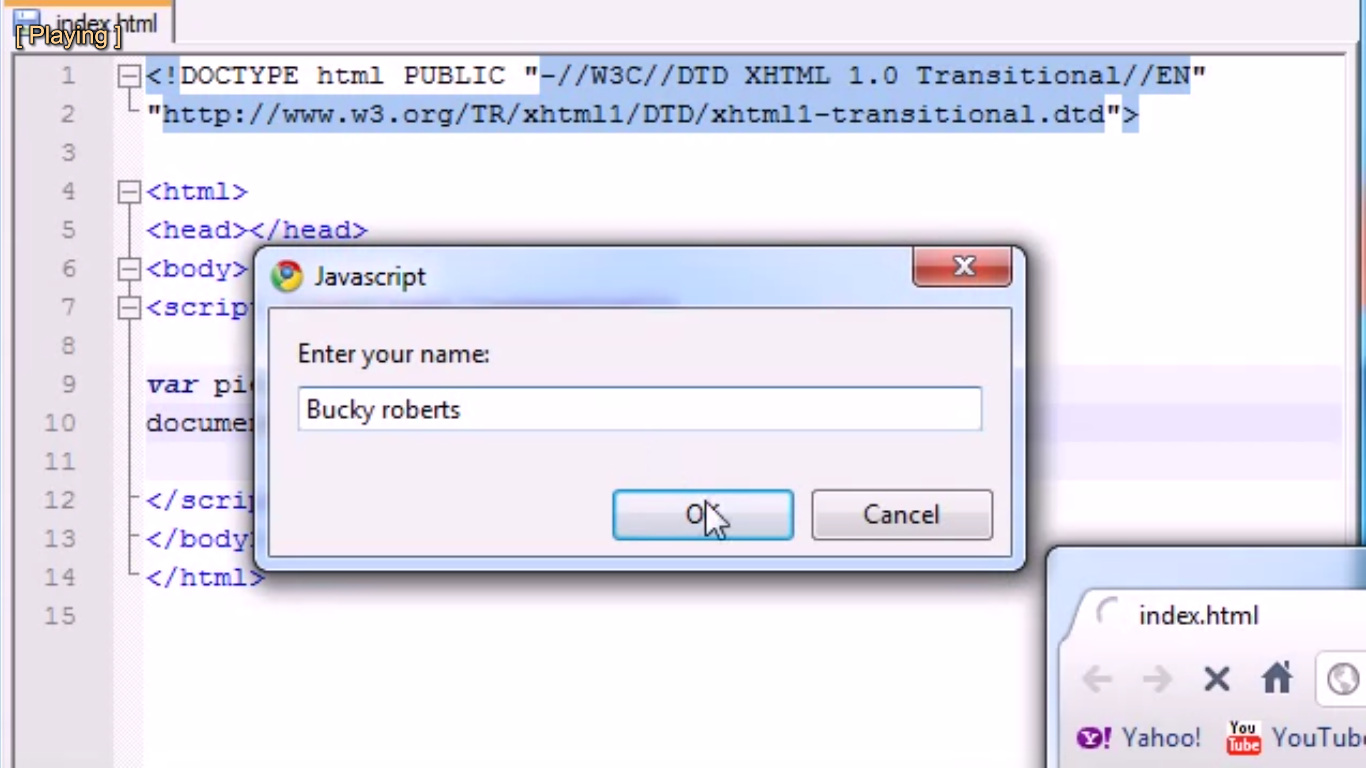 index.html
[ Playing ]
1 <!DOCTYPE html PUBLIC "-//W3C//DTD XHTML 1.0 Transitional//EN"
2 "http://www.w3.org/TR/xhtml1/DTD/xhtml1-transitional.dtd">
3
4 <html>
5 <head></head>
6 <body>
7 <script
8
9 var pic
10 documen
11
12 </scrip
13 </body
14 </html>
15
Javascript
X
Enter your name:
Bucky roberts
OK Cancel
index.html
Y! Yahoo! You Tube YouTube